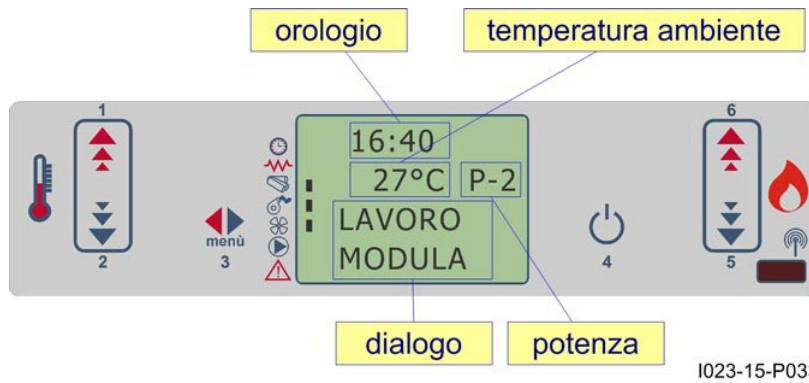 orologio
temperatura ambiente
1
6
16:40
27°C P-2
LAVORO
MODULA
menù
2
3
4
5
dialogo
potenza
I023-15-P03